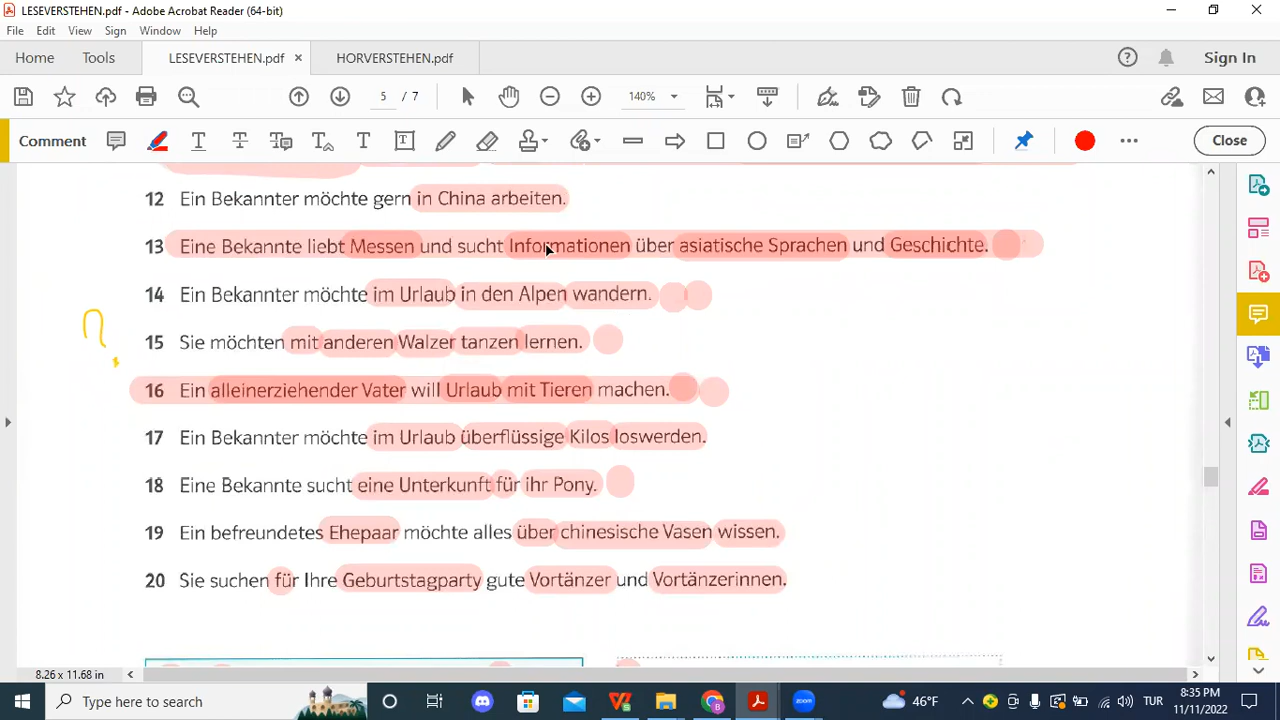 LESEVERSTEHEN.pdf - Adobe Acrobat Reader (64-bit)
File Edit View Sign Window Help
Home Tools LESEVERSTEHEN.pdf × HORVERSTEHEN.pdf Sign In
5 / 7 140%
Comment Close
12 Ein Bekannter möchte gern in China arbeiten.
13 Eine Bekannte liebt Messen und sucht Informationen über asiatische Sprachen und Geschichte.
14 Ein Bekannter möchte im Urlaub in den Alpen wandern.
15 Sie möchten mit anderen Walzer tanzen lernen.
16 Ein alleinerziehender Vater will Urlaub mit Tieren machen.
17 Ein Bekannter möchte im Urlaub überflüssige Kilos loswerden.
18 Eine Bekannte sucht eine Unterkunft für ihr Pony.
19 Ein befreundetes Ehepaar möchte alles über chinesische Vasen wissen.
20 Sie suchen für Ihre Geburtstagparty gute Vortänzer und Vortänzerinnen.
8.26 x 11.68 in
Type here to search 46°F TUR 8:35 PM
11/11/2022